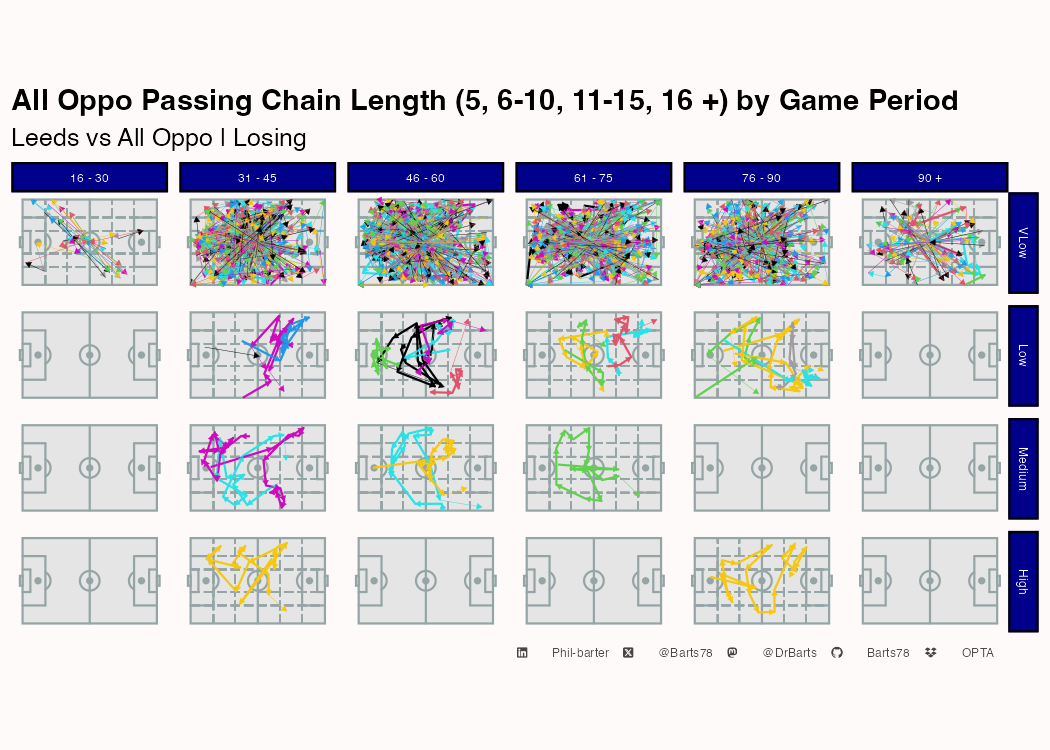 All Oppo Passing Chain Length (5, 6-10, 11-15, 16 +) by Game Period
Leeds vs All Oppo | Losing
16 - 30 31 - 45 46 - 60 61 - 75 76 - 90 90 +
VLow
Low
Medium
High
Phil-barter @Barts78 @DrBarts Barts78 OPTA